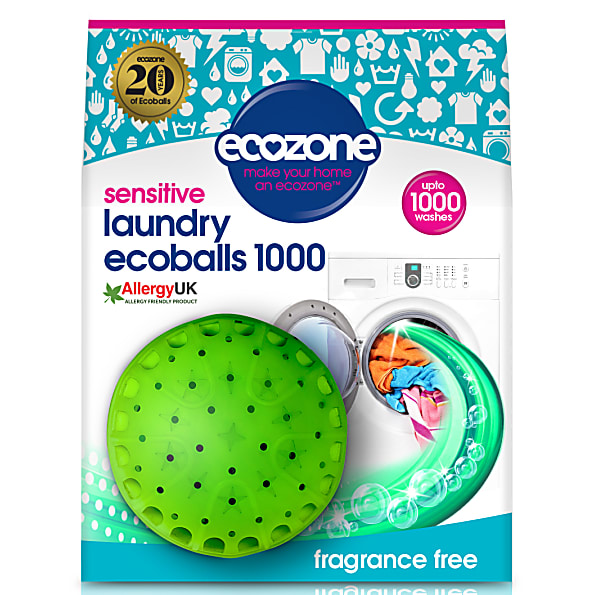 ecozone
20
YEARS
of Ecoballs
ecozone
make your home
an ecozone™
sensitive
laundry
ecoballs 1000
upto
1000
washes
AllergyUK
ALLERGY FRIENDLY PRODUCT
fragrance free